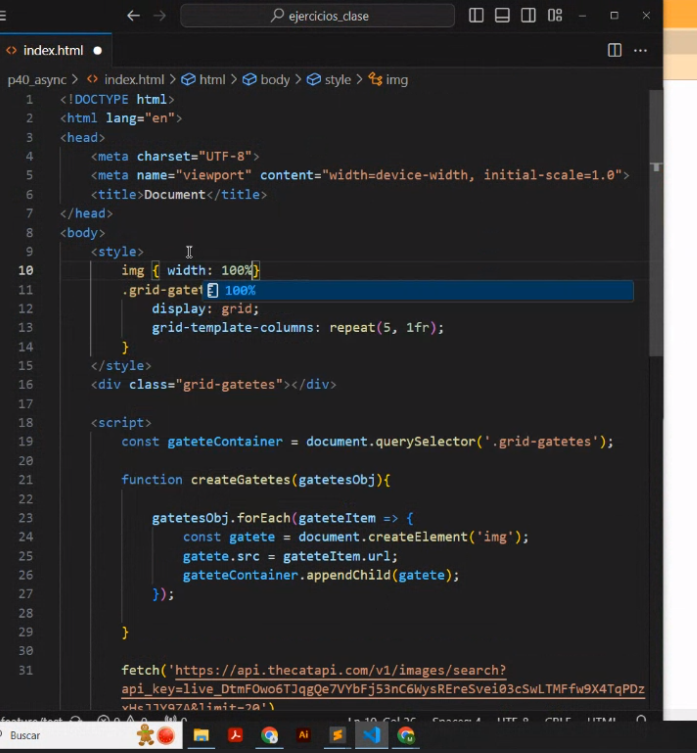 ejercicios_clase
index.html
p40_async > index.html > html > body > style > img
1 <!DOCTYPE html>
2 <html lang="en">
3 <head>
4 <meta charset="UTF-8">
5 <meta name="viewport" content="width=device-width, initial-scale=1.0">
6 <title>Document</title>
7 </head>
8 <body>
9 <style>
10 img { width: 100%}
100%
11 .grid-gatet
12 display: grid;
13 grid-template-columns: repeat(5, 1fr);
14 }
15 </style>
16 <div class="grid-gatetes"></div>
17
18 <script>
19 const gateteContainer = document.querySelector('.grid-gatetes');
20
21 function createGatetes(gatetesObj){
22
23 gatetesObj.forEach(gateteItem => {
24 const gatete = document.createElement('img');
25 gatete.src = gateteItem.url;
26 gateteContainer.appendChild(gatete);
27 });
28
29 }
30
31 fetch('https://api.thecatapi.com/v1/images/search?
Buscar